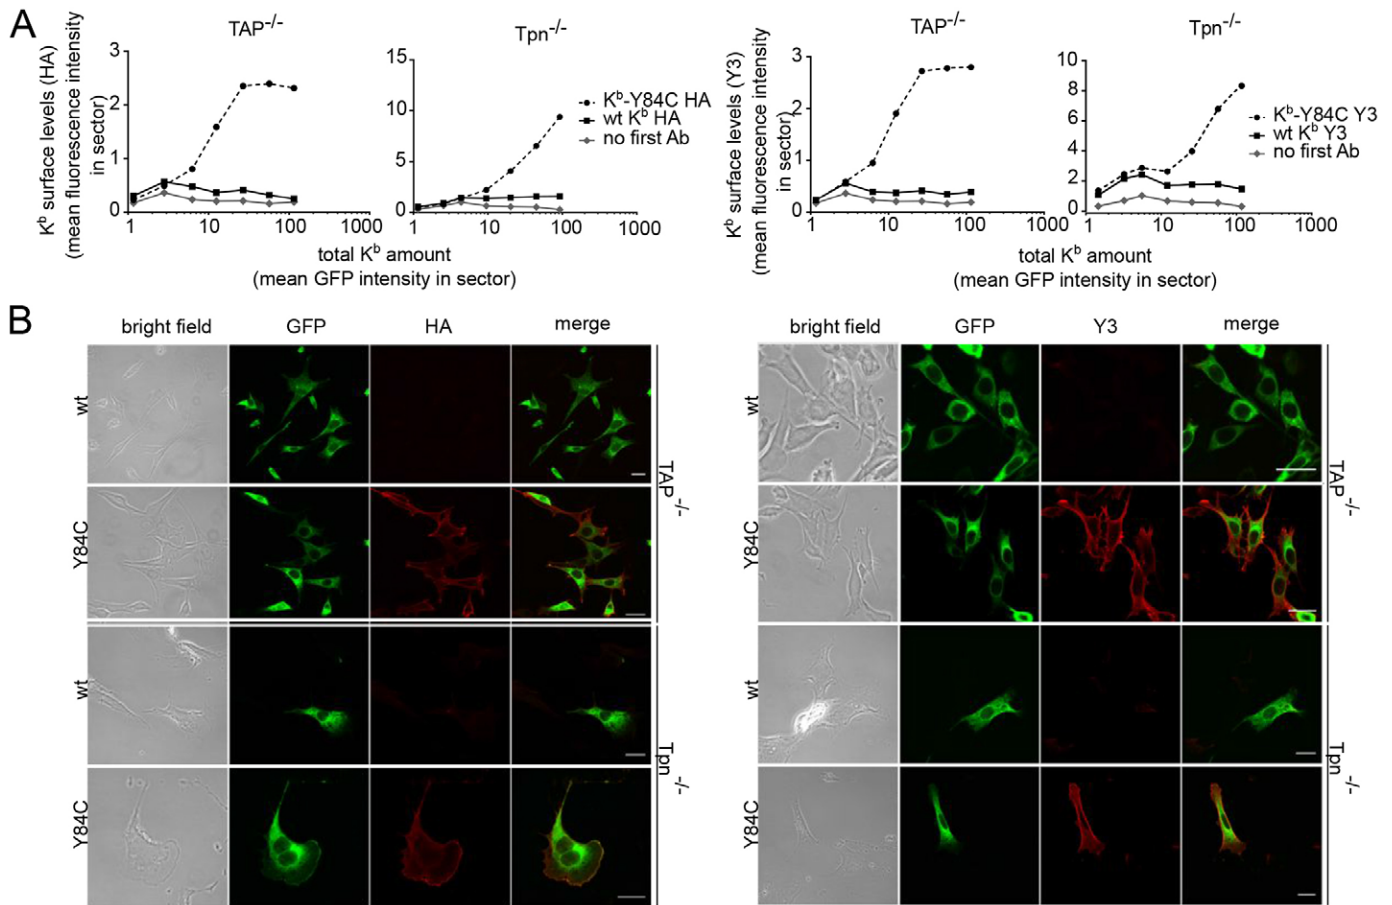 A
TAP-/-
Tpn-/-
Kb surface levels (HA)
(mean fluorescence intensity
in sector)
3
2
1
0
1
10
100
1000
15
10
5
0
1
10
100
1000
Kb-Y84C HA
wt Kb HA
no first Ab
total Kb amount
(mean GFP intensity in sector)
TAP-/-
Tpn-/-
Kb surface levels (Y3)
(mean fluorescence intensity
in sector)
3
2
1
0
1
10
100
1000
10
8
6
4
2
0
1
10
100
1000
Kb-Y84C Y3
wt Kb Y3
no first Ab
total Kb amount
(mean GFP intensity in sector)
B
bright field GFP HA merge
wt
Y84C
TAP-/-
wt
Y84C
Tpn-/-
bright field GFP Y3 merge
wt
Y84C
TAP-/-
wt
Y84C
Tpn-/-